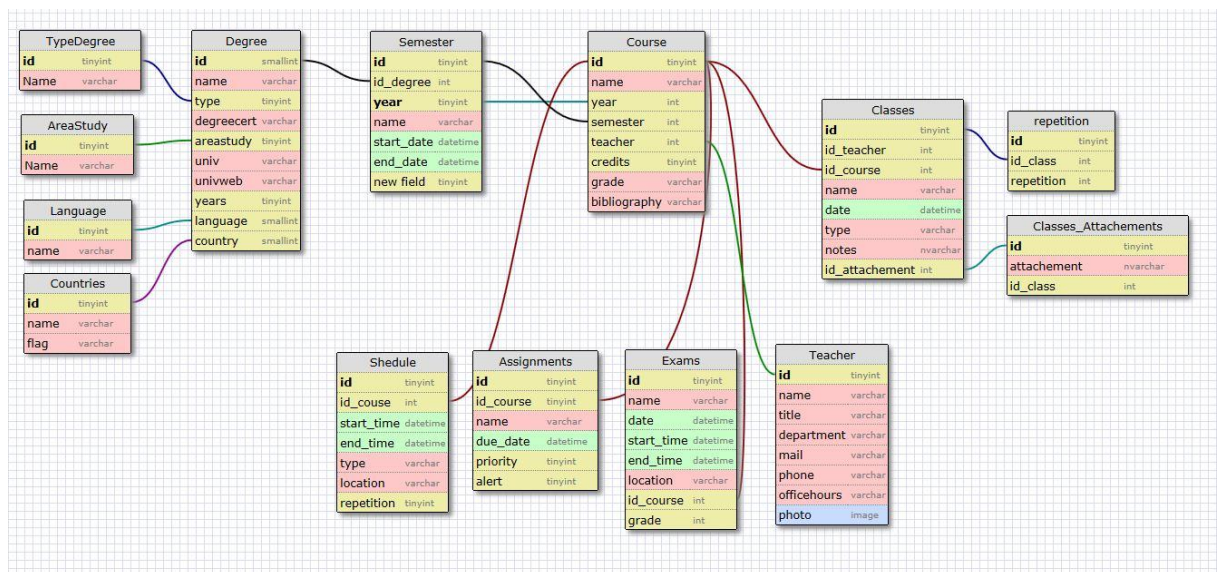 TypeDegree
id tinyint
Name varchar
AreaStudy
id tinyint
Name varchar
Language
id tinyint
name varchar
Countries
id tinyint
name varchar
flag varchar
Degree
id smallint
name varchar
type tinyint
degreecert varchar
areastudy tinyint
univ varchar
univweb varchar
years tinyint
language smallint
country smallint
Semester
id tinyint
id_degree int
year tinyint
name varchar
start_date datetime
end_date datetime
new field tinyint
Course
id tinyint
name varchar
year int
semester int
teacher int
credits tinyint
grade varchar
bibliography varchar
Classes
id tinyint
id_teacher int
id_course int
name varchar
date datetime
type varchar
notes nvarchar
id_attachement int
repetition
id tinyint
id_class int
repetition int
Classes_Attachements
id tinyint
attachement nvarchar
id_class int
Shedule
id tinyint
id_couse int
start_time datetime
end_time datetime
type varchar
location varchar
repetition tinyint
Assignments
id tinyint
id_course tinyint
name varchar
due_date datetime
priority tinyint
alert tinyint
Exams
id tinyint
name varchar
date datetime
start_time datetime
end_time datetime
location varchar
id_course int
grade int
Teacher
id tinyint
name varchar
title varchar
department varchar
mail varchar
phone varchar
officehours varchar
photo image